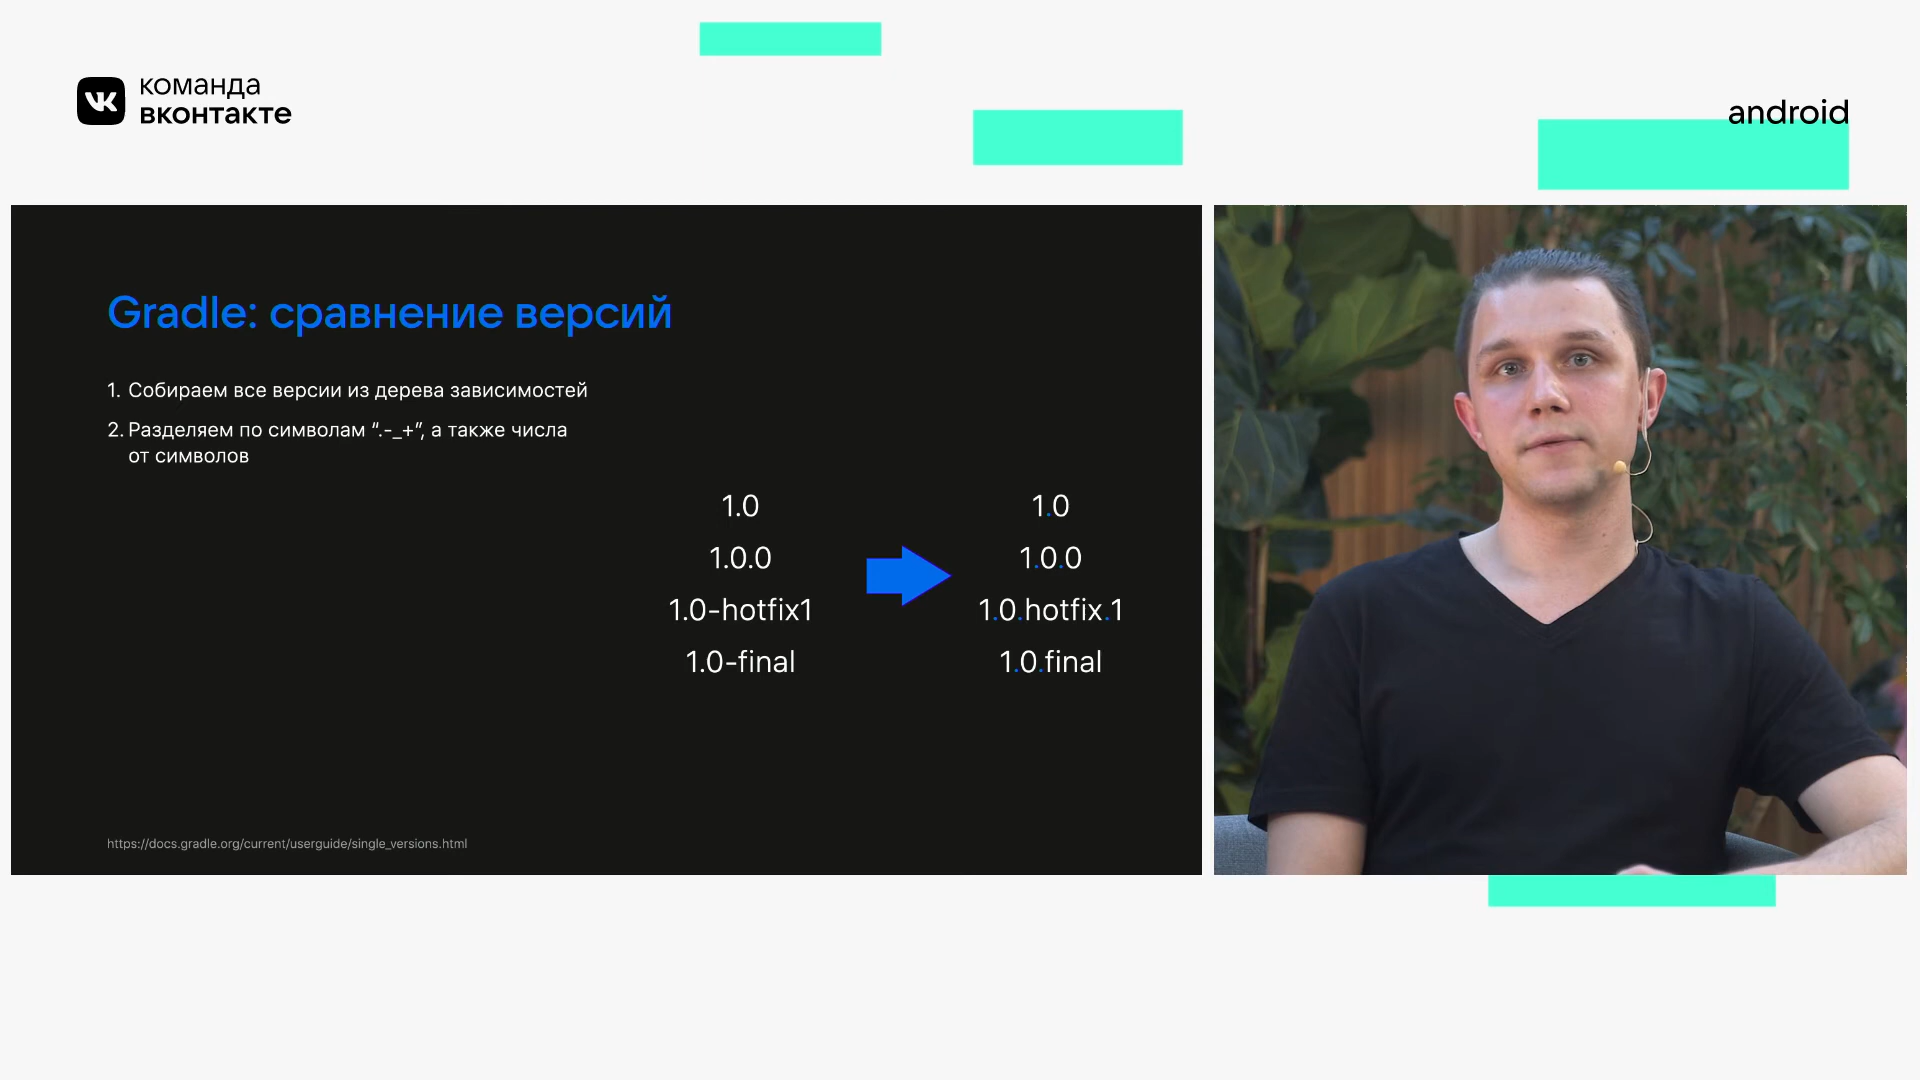 команда
вконтакте
android
Gradle: сравнение версий
1. Собираем все версии из дерева зависимостей
2. Разделяем по символам “.-_+”, а также числа
от символов
1.0
1.0.0
1.0-hotfix1
1.0-final
1.0
1.0.0
1.0.hotfix.1
1.0.final
https://docs.gradle.org/current/userguide/single_versions.html